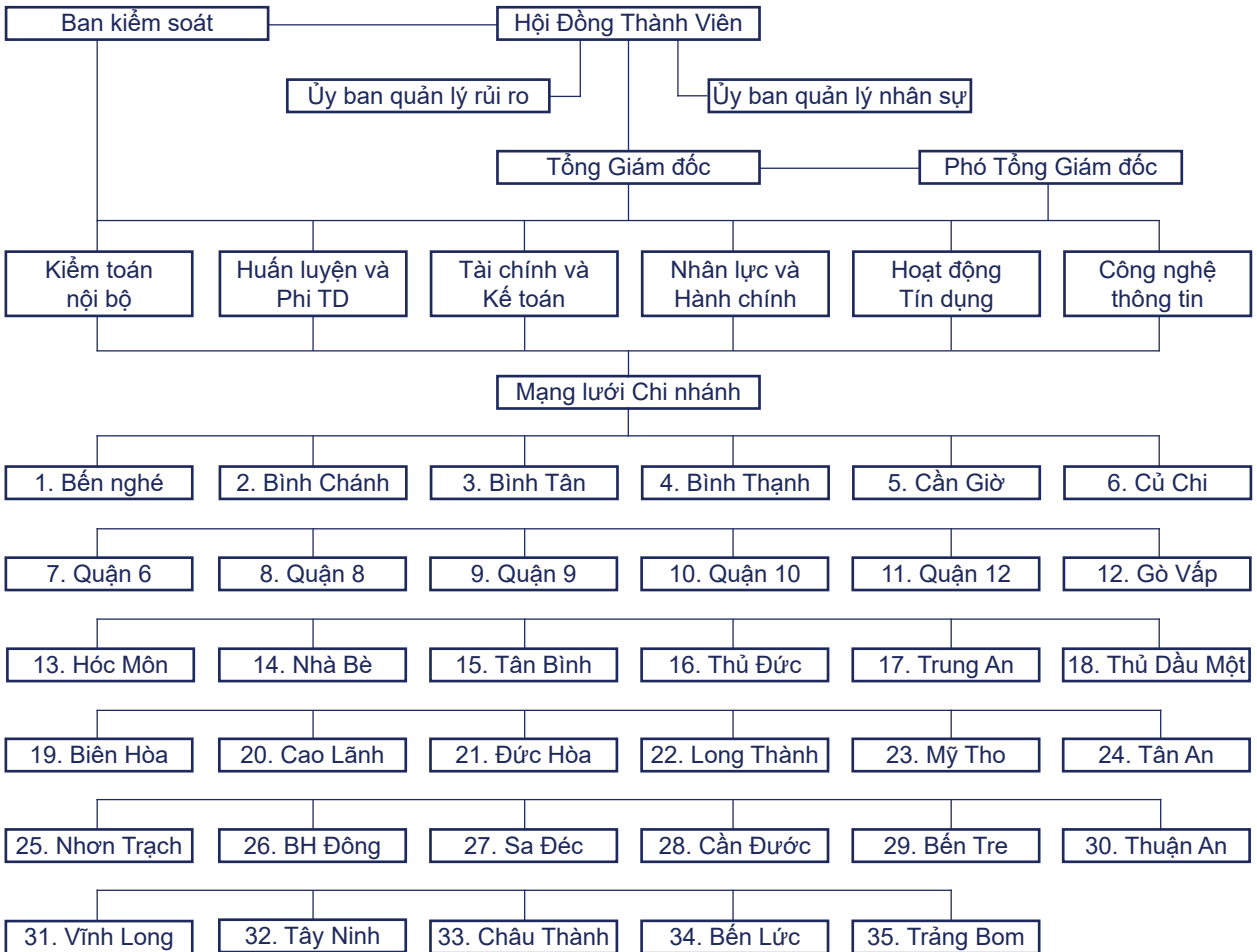 Ban kiểm soát
Hội Đồng Thành Viên
Ủy ban quản lý rủi ro
Ủy ban quản lý nhân sự
Tổng Giám đốc
Phó Tổng Giám đốc
Kiểm toán
nội bộ
Huấn luyện và
Phi TD
Tài chính và
Kế toán
Nhân lực và
Hành chính
Hoạt động
Tín dụng
Công nghệ
thông tin
Mạng lưới Chi nhánh
1. Bến nghé
2. Bình Chánh
3. Bình Tân
4. Bình Thạnh
5. Cần Giờ
6. Củ Chi
7. Quận 6
8. Quận 8
9. Quận 9
10. Quận 10
11. Quận 12
12. Gò Vấp
13. Hóc Môn
14. Nhà Bè
15. Tân Bình
16. Thủ Đức
17. Trung An
18. Thủ Dầu Một
19. Biên Hòa
20. Cao Lãnh
21. Đức Hòa
22. Long Thành
23. Mỹ Tho
24. Tân An
25. Nhơn Trạch
26. BH Đông
27. Sa Đéc
28. Cần Đước
29. Bến Tre
30. Thuận An
31. Vĩnh Long
32. Tây Ninh
33. Châu Thành
34. Bến Lức
35. Trảng Bom